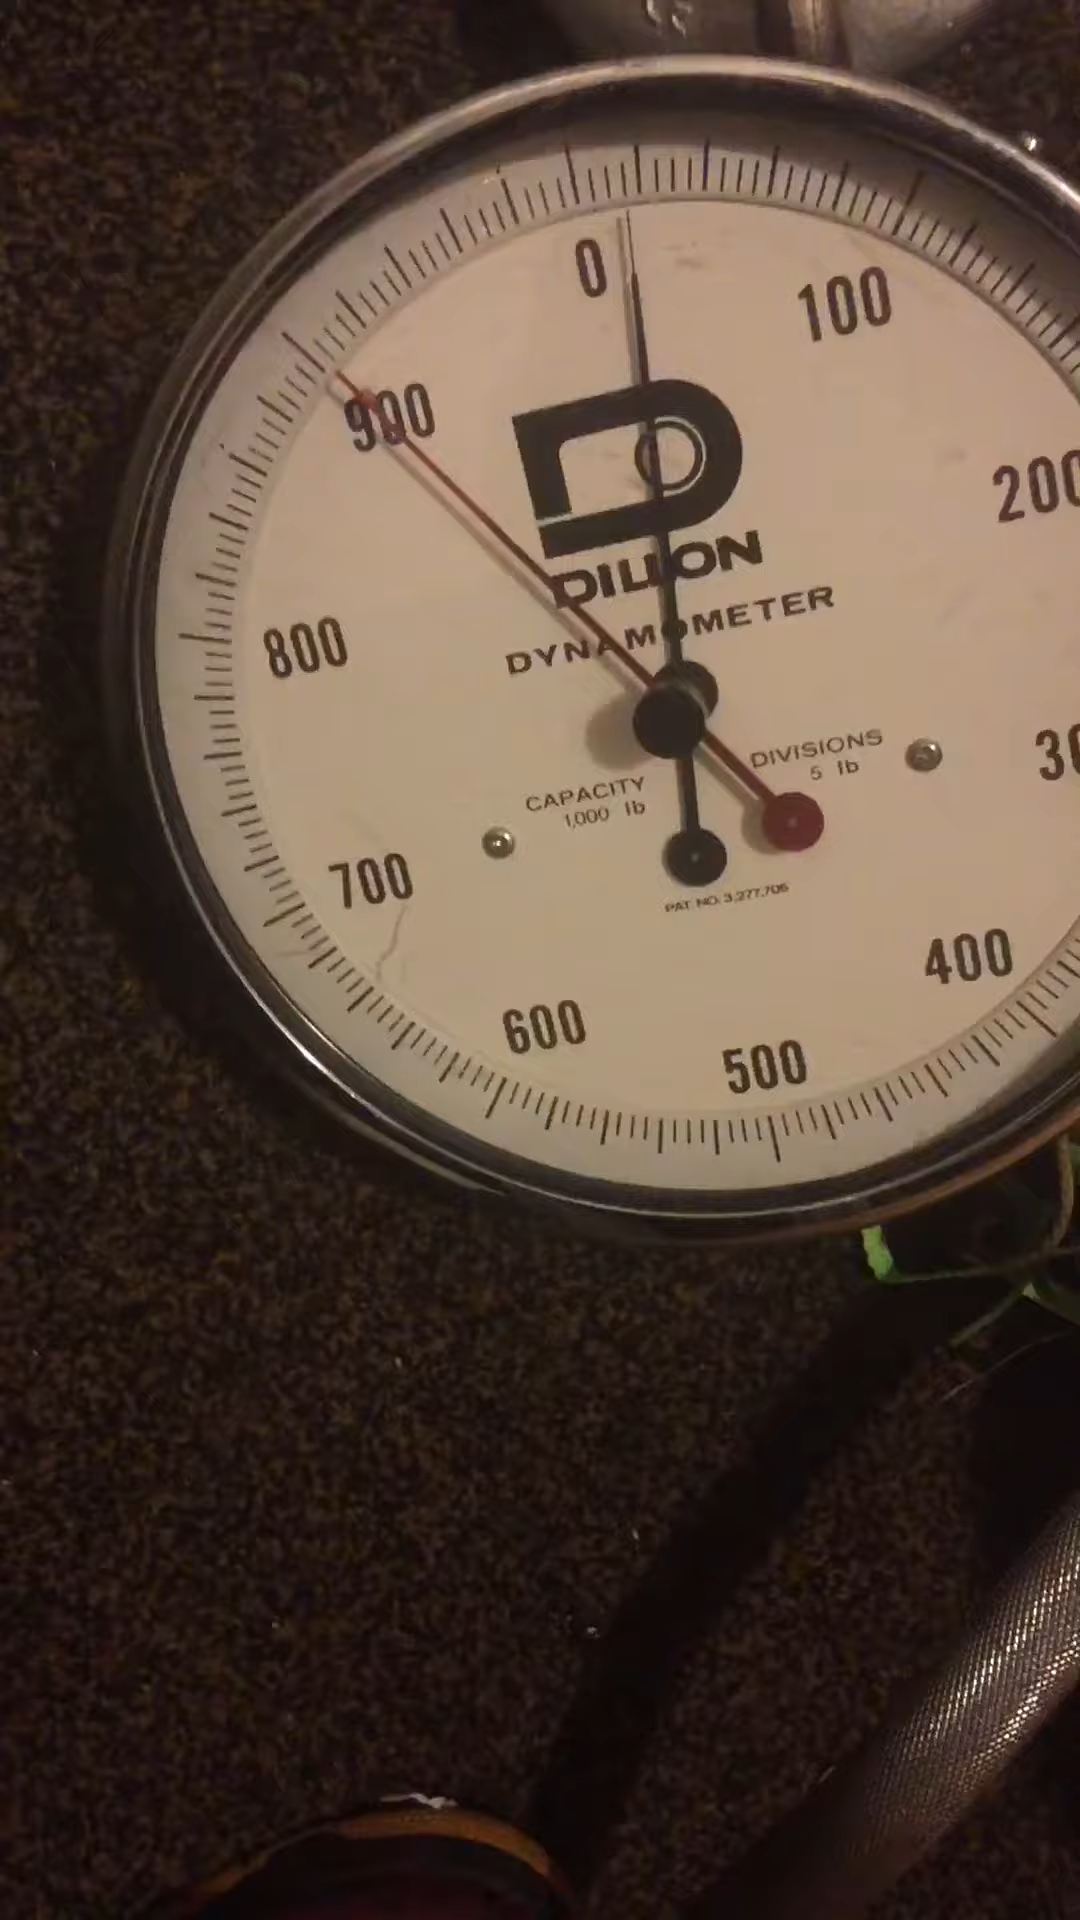 0
100
900
200
DILLON
DYNAMOMETER
800
DIVISIONS
5 lb
CAPACITY
1,000 lb
700
PAT NO. 3,277,706
400
600
500